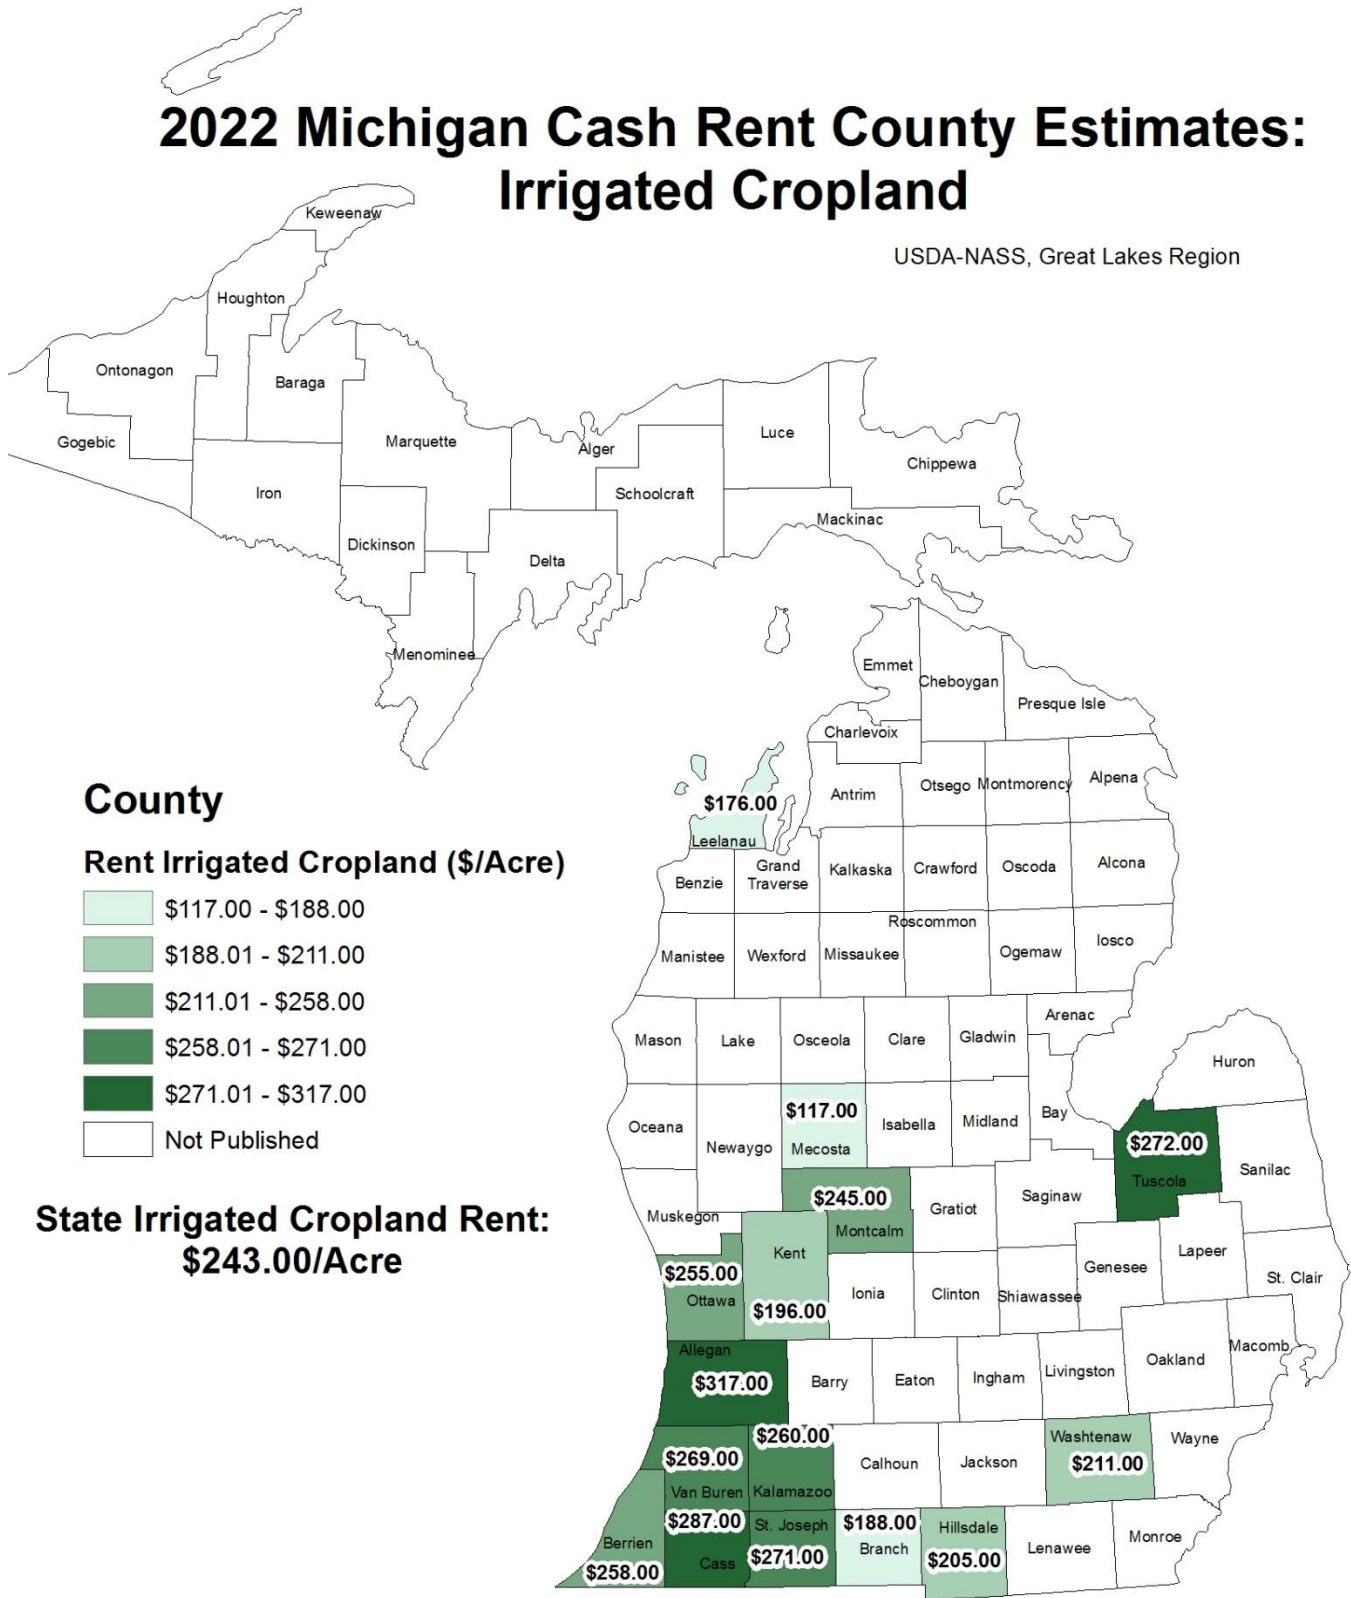 2022 Michigan Cash Rent County Estimates:
Irrigated Cropland
USDA-NASS, Great Lakes Region
Keweenaw
Houghton
Ontonagon
Baraga
Gogebic
Marquette
Alger
Luce
Chippewa
Iron
Schoolcraft
Mackinac
Dickinson
Delta
Menominee
Emmet
Cheboygan
Presque Isle
Charlevoix
Antrim
Otsego
Montmorency
Alpena
$176.00
Leelanau
Benzie
Grand
Traverse
Kalkaska
Crawford
Oscoda
Alcona
Manistee
Wexford
Missaukee
Roscommon
Ogemaw
Iosco
County
Rent Irrigated Cropland ($/Acre)
$117.00 - $188.00
$188.01 - $211.00
$211.01 - $258.00
$258.01 - $271.00
$271.01 - $317.00
Not Published
State Irrigated Cropland Rent:
$243.00/Acre
Mason
Lake
Osceola
Clare
Gladwin
Arenac
Huron
Oceana
Newaygo
$117.00
Mecosta
Isabella
Midland
Bay
$272.00
Tuscola
Sanilac
Muskegon
$245.00
Montcalm
Gratiot
Saginaw
Kent
$196.00
$255.00
Ottawa
Ionia
Clinton
Shiawassee
Genesee
Lapeer
St. Clair
Allegan
$317.00
Barry
Eaton
Ingham
Livingston
Oakland
Macomb
$269.00
Van Buren
$260.00
Kalamazoo
Calhoun
Jackson
Washtenaw
$211.00
Wayne
Berrien
$258.00
$287.00
Cass
St. Joseph
$271.00
$188.00
Branch
Hillsdale
$205.00
Lenawee
Monroe